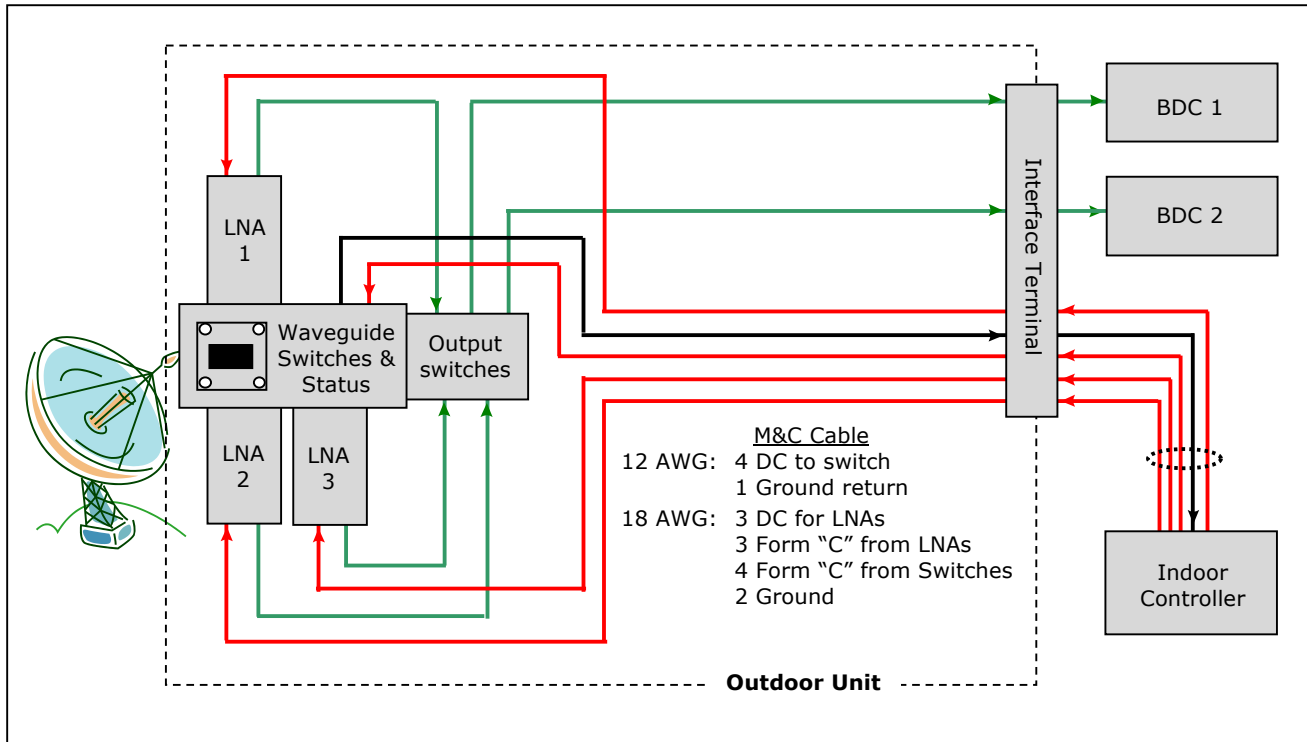 BDC 1
BDC 2
Interface Terminal
LNA
1
Waveguide
Switches &
Status
Output
switches
LNA
2
LNA
3
M&C Cable
12 AWG: 4 DC to switch
1 Ground return
18 AWG: 3 DC for LNAs
3 Form “C” from LNAs
4 Form “C” from Switches
2 Ground
Indoor
Controller
Outdoor Unit